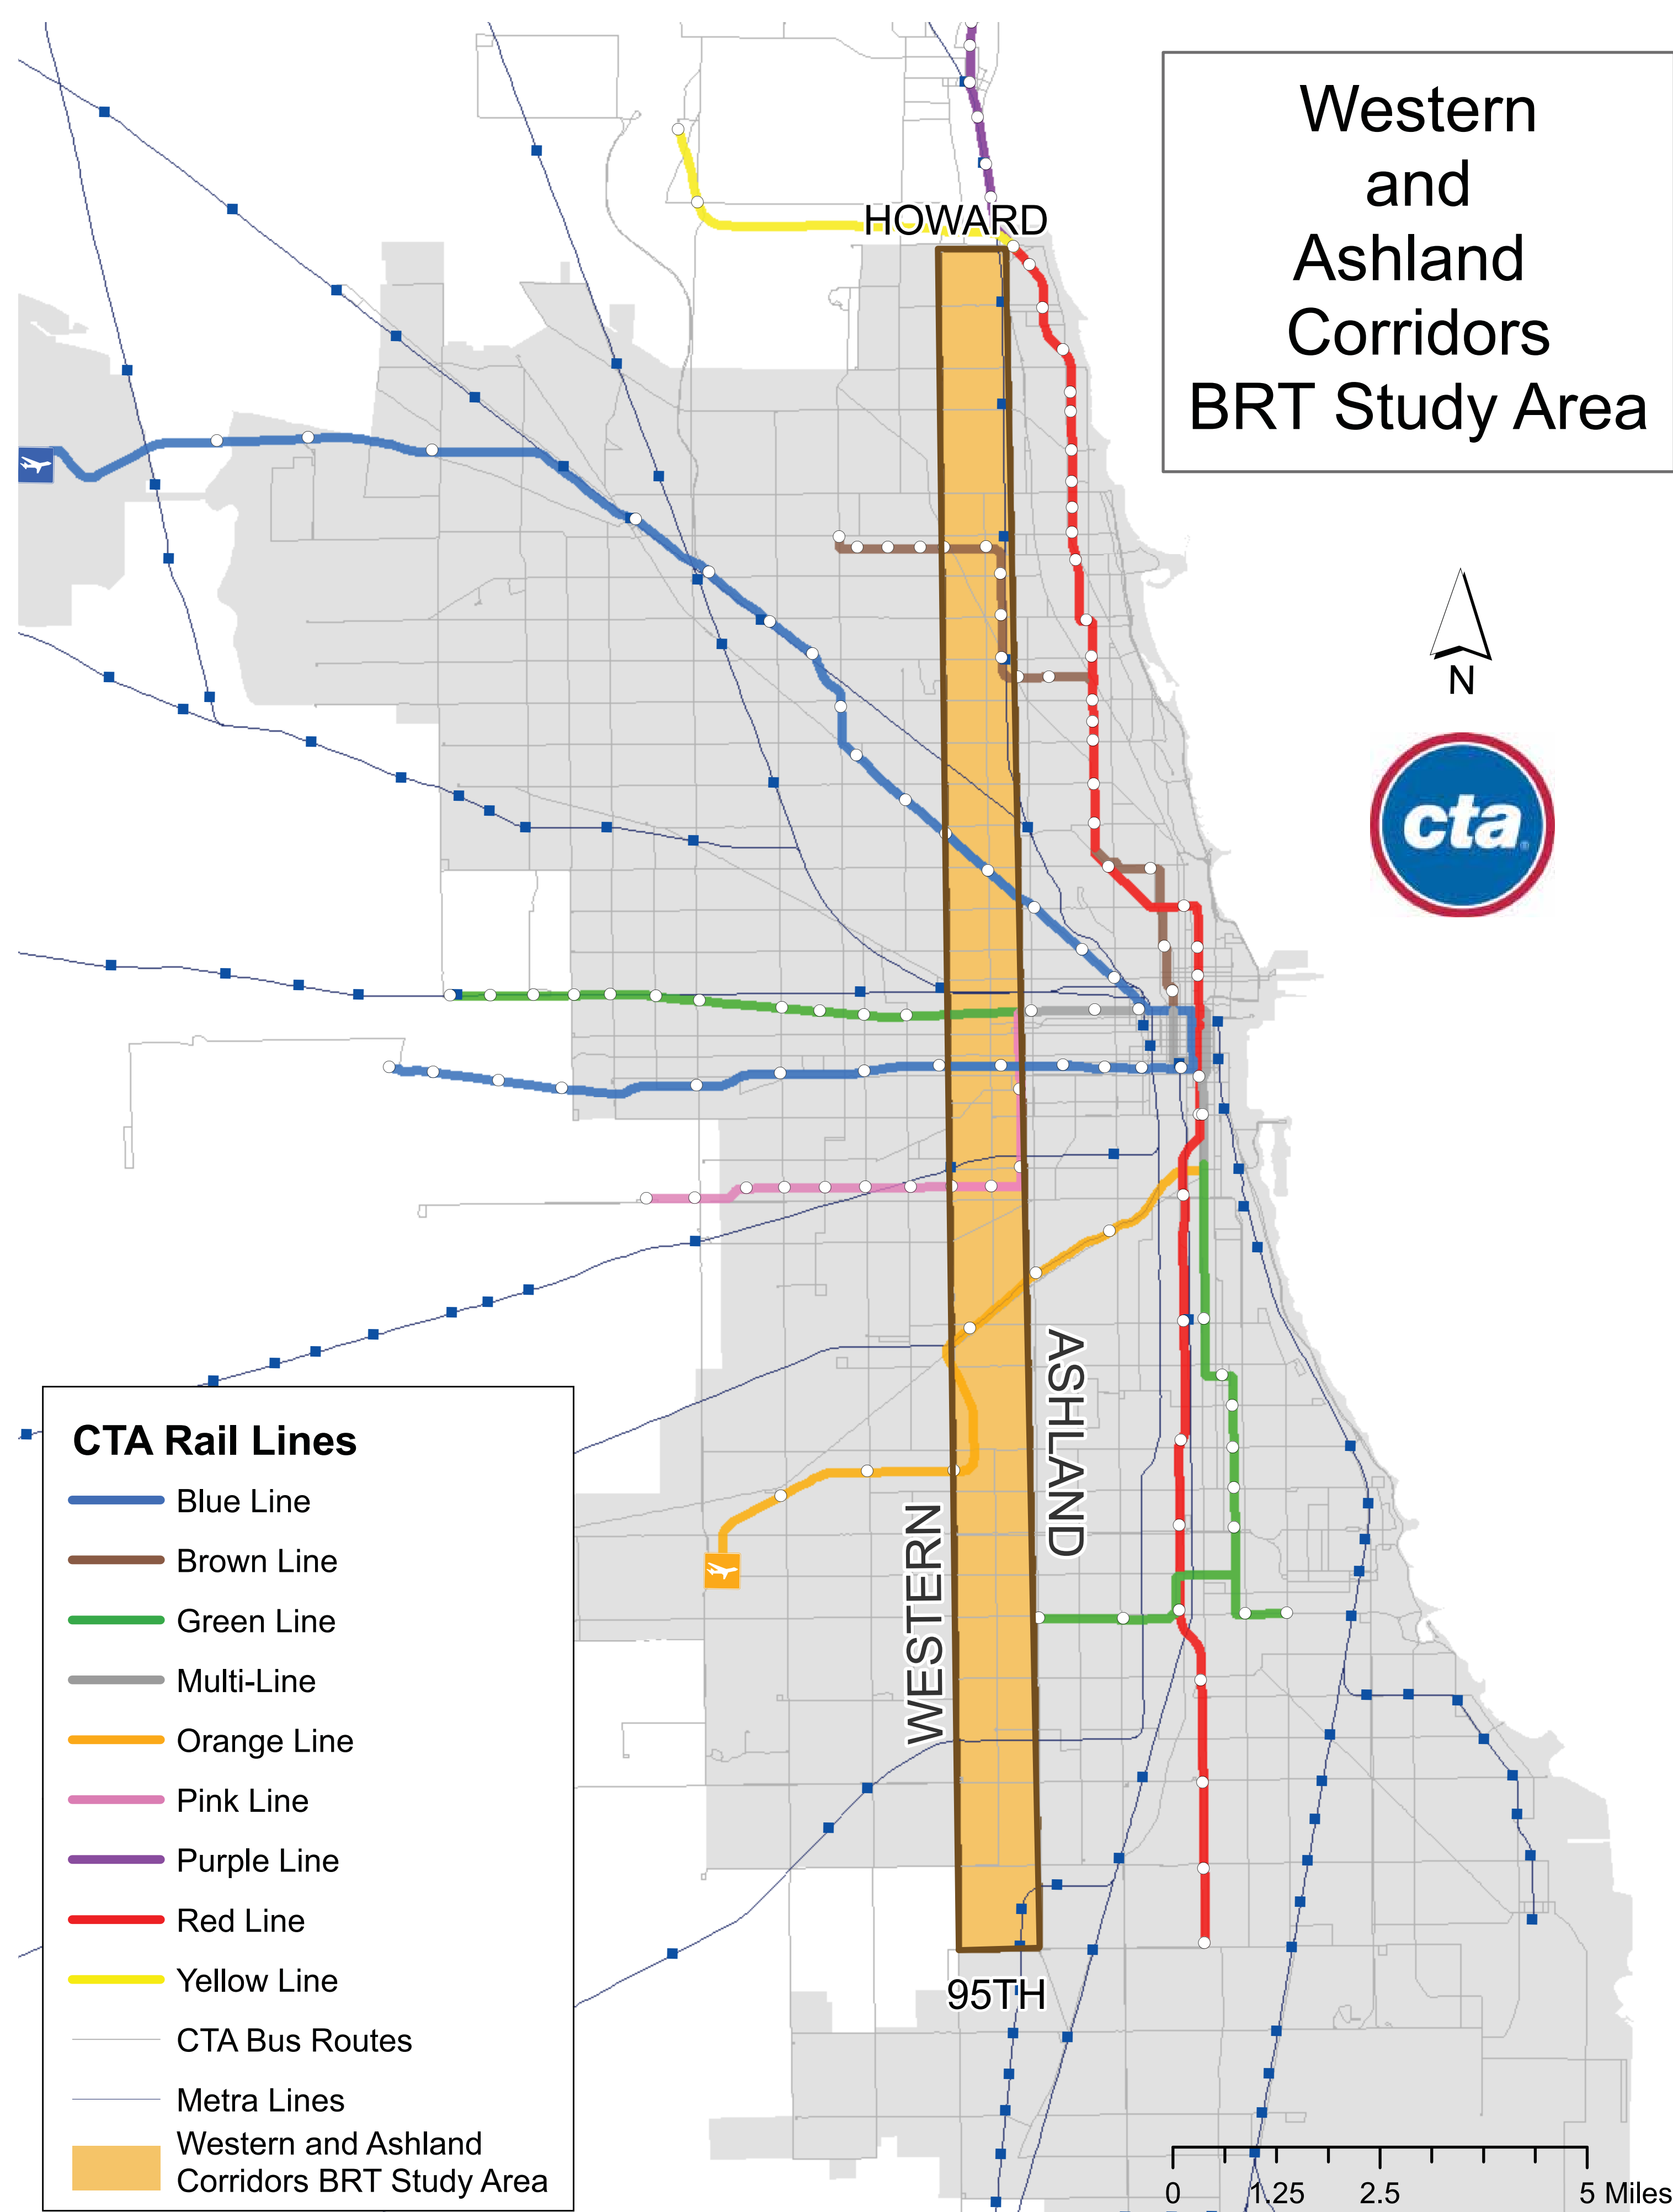 Western
and
Ashland
Corridors
BRT Study Area
HOWARD
N
cta
ASHLAND
WESTERN
95TH
CTA Rail Lines
Blue Line
Brown Line
Green Line
Multi-Line
Orange Line
Pink Line
Purple Line
Red Line
Yellow Line
CTA Bus Routes
Metra Lines
Western and Ashland
Corridors BRT Study Area
0 1.25 2.5 5 Miles